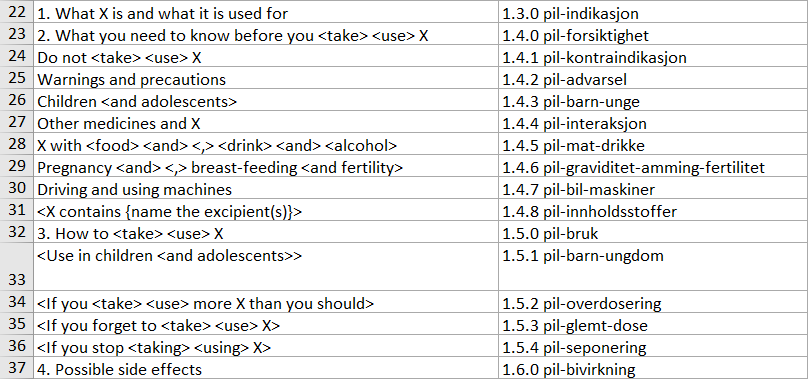 22 1. What X is and what it is used for 1.3.0 pil-indikasjon
23 2. What you need to know before you <take> <use> X 1.4.0 pil-forsiktighet
24 Do not <take> <use> X 1.4.1 pil-kontraindikasjon
25 Warnings and precautions 1.4.2 pil-advarsel
26 Children <and adolescents> 1.4.3 pil-barn-unge
27 Other medicines and X 1.4.4 pil-interaksjon
28 X with <food> <and> <,> <drink> <and> <alcohol> 1.4.5 pil-mat-drikke
29 Pregnancy <and> <,> breast-feeding <and fertility> 1.4.6 pil-graviditet-amming-fertilitet
30 Driving and using machines 1.4.7 pil-bil-maskiner
31 <X contains {name the excipient(s)}> 1.4.8 pil-innholdsstoffer
32 3. How to <take> <use> X 1.5.0 pil-bruk
33 <Use in children <and adolescents>> 1.5.1 pil-barn-ungdom
34 <If you <take> <use> more X than you should> 1.5.2 pil-overdosering
35 <If you forget to <take> <use> X> 1.5.3 pil-glemt-dose
36 <If you stop <taking> <using> X> 1.5.4 pil-seponering
37 4. Possible side effects 1.6.0 pil-bivirkning